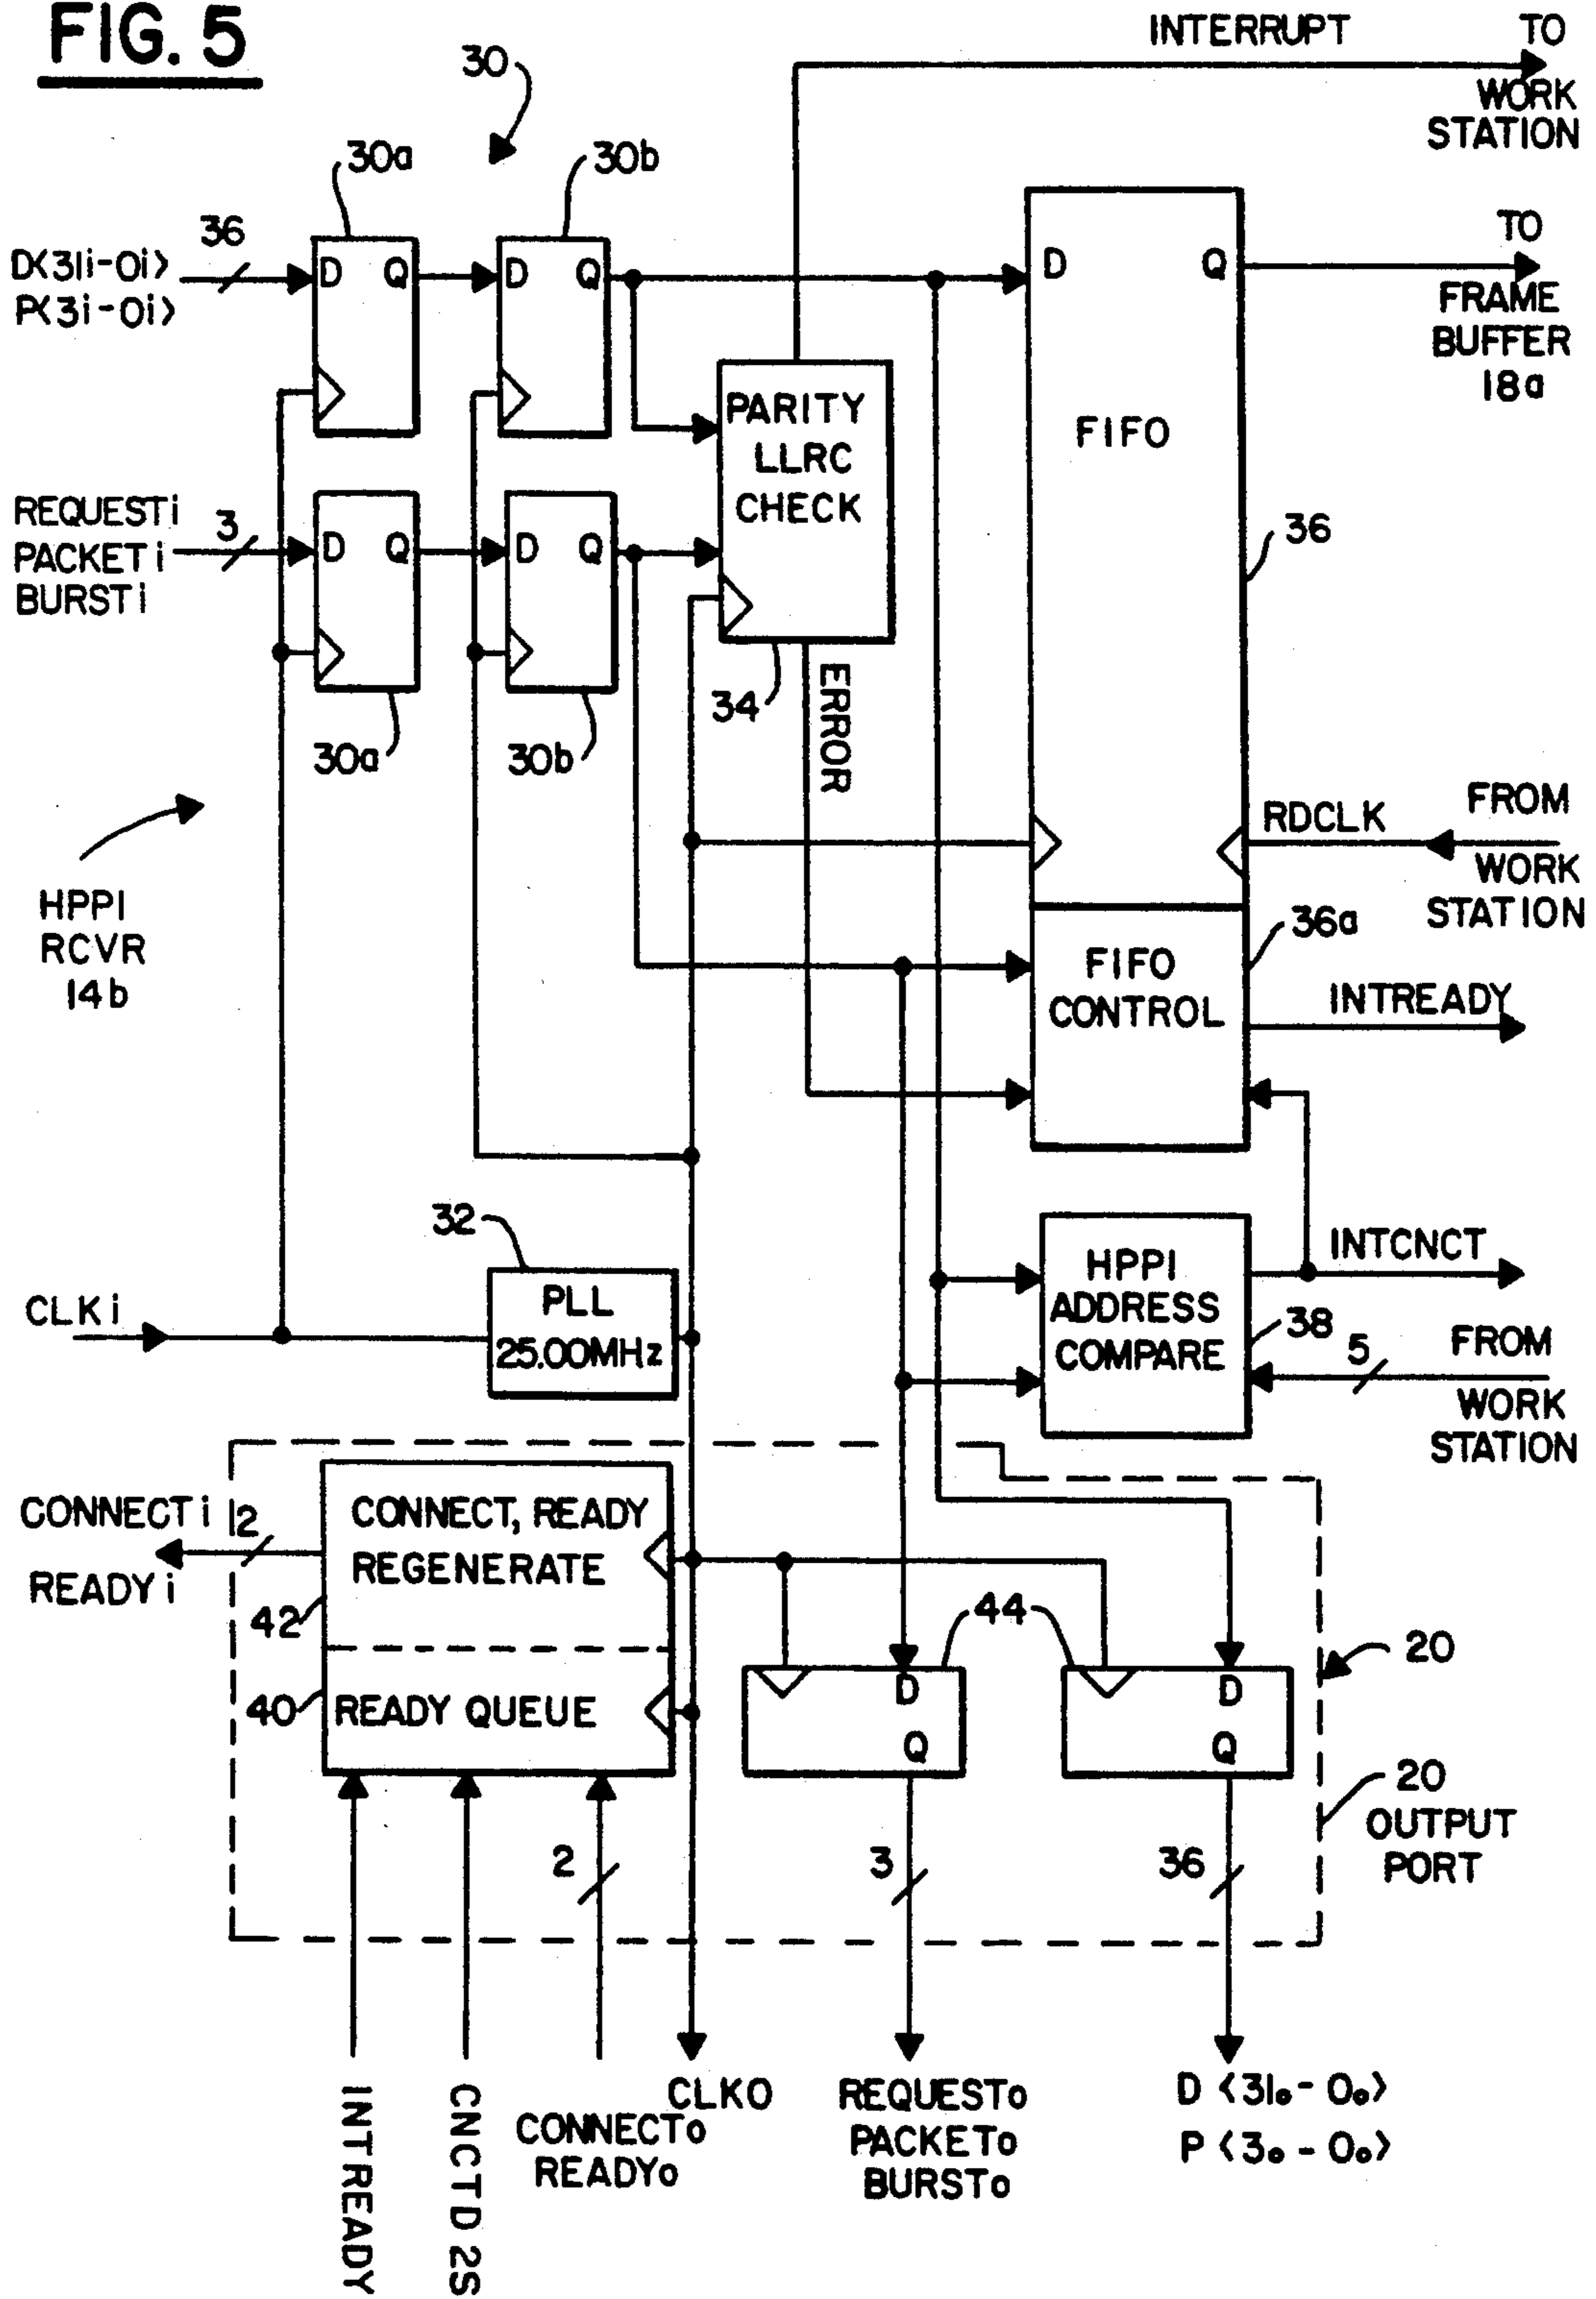 FIG. 5
INTERRUPT
TO
WORK
STATION
30
30a
30b
36
D<31i-0i>
P<3i-0i>
D Q
D Q
D Q
TO
FRAME
BUFFER
18a
PARITY
LLRC
CHECK
FIFO
REQUESTi
PACKETi
BURSTi
3
D Q
D Q
36
34
ERROR
30a
30b
RDCLK
FROM
WORK
STATION
HPPI
RCVR
14b
36a
FIFO
CONTROL
INTREADY
32
PLL
25.00MHz
CLKi
HPPI
ADDRESS
COMPARE
INTCNCT
38
5
FROM
WORK
STATION
CONNECTi
2
READYi
CONNECT, READY
REGENERATE
42
40
READY QUEUE
44
D
Q
D
Q
20
20
OUTPUT
PORT
2
3
36
INTREADY
CNCTD 2S
CONNECTo
READYo
CLKO
REQUESTo
PACKETo
BURSTo
D <31o-0o>
P <3o-0o>